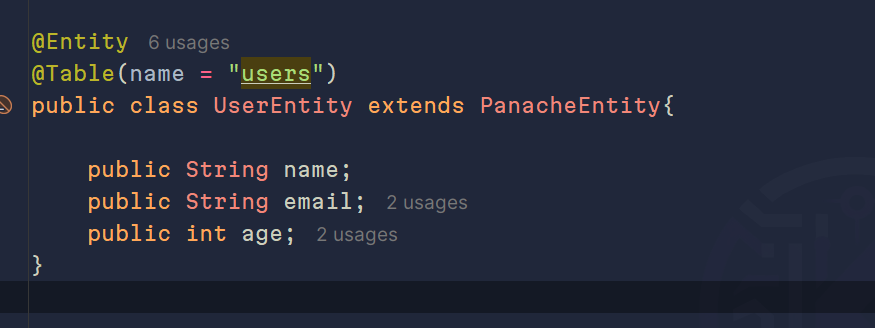 @Entity 6 usages
@Table(name = "users")
public class UserEntity extends PanacheEntity{
public String name;
public String email; 2 usages
public int age; 2 usages
}